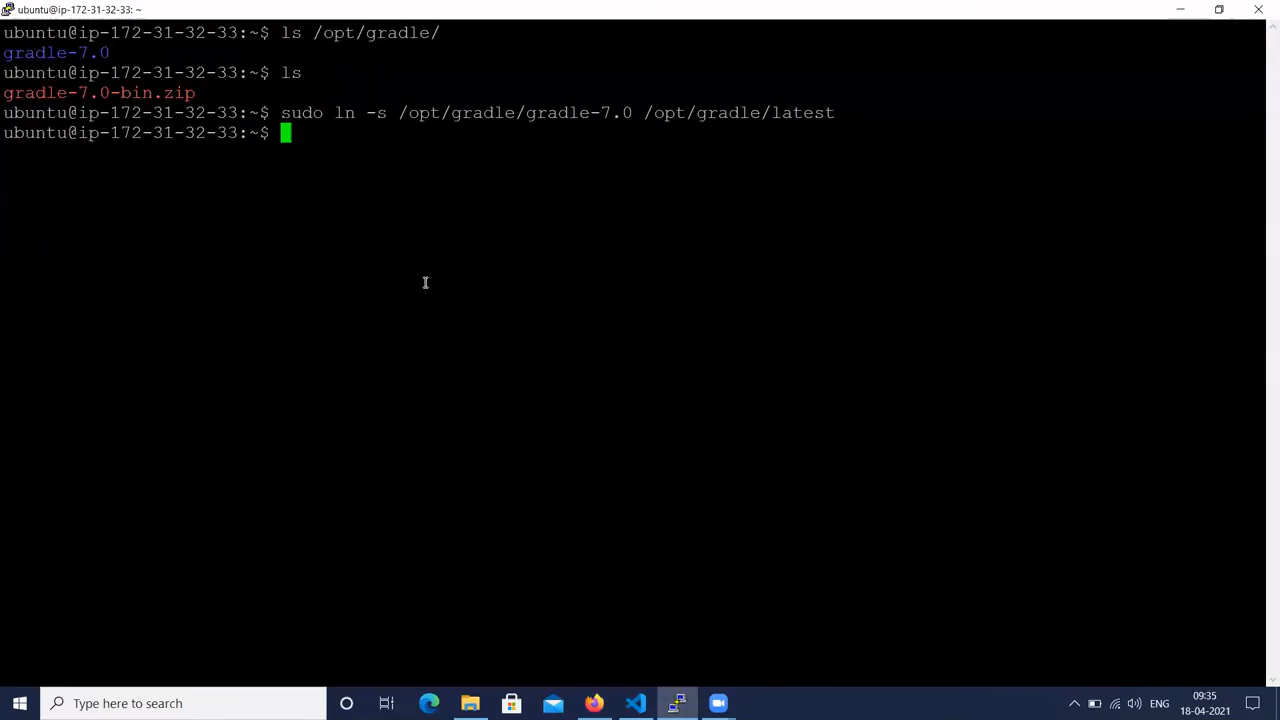 ubuntu@ip-172-31-32-33: ~
ubuntu@ip-172-31-32-33:~$ ls /opt/gradle/
gradle-7.0
ubuntu@ip-172-31-32-33:~$ ls
gradle-7.0-bin.zip
ubuntu@ip-172-31-32-33:~$ sudo ln -s /opt/gradle/gradle-7.0 /opt/gradle/latest
ubuntu@ip-172-31-32-33:~$
Type here to search
ENG
09:35
18-04-2021